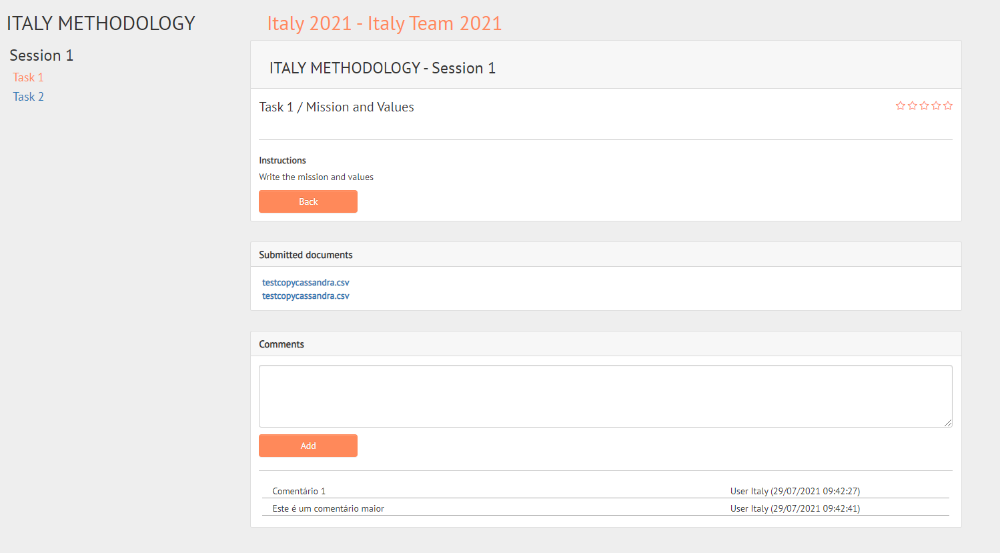 ITALY METHODOLOGY
Session 1
Task 1
Task 2
Italy 2021 - Italy Team 2021
ITALY METHODOLOGY - Session 1
Task 1 / Mission and Values
Instructions
Write the mission and values
Back
Submitted documents
testcopycassandra.csv
testcopycassandra.csv
Comments
Add
Comentário 1 User Italy (29/07/2021 09:42:27)
Este é um comentário maior User Italy (29/07/2021 09:42:41)